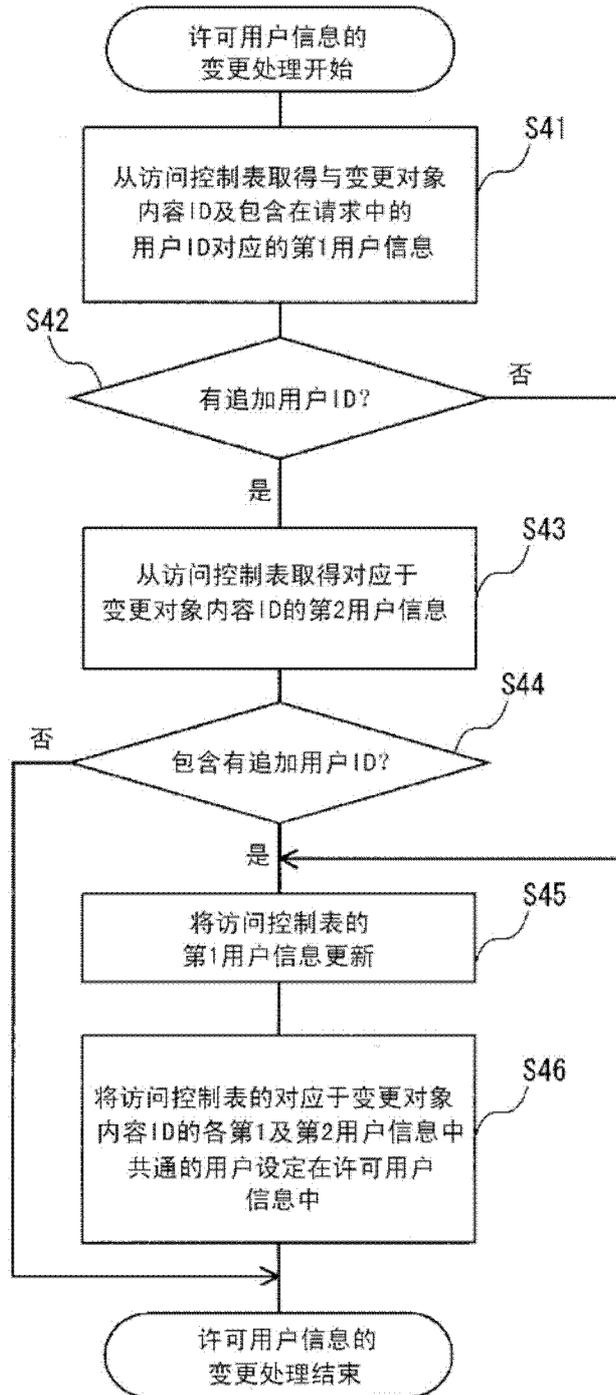 许可用户信息的
变更处理开始
S41
从访问控制表取得与变更对象
内容ID及包含在请求中的
用户ID对应的第1用户信息
S42
有追加用户ID?
否
是
S43
从访问控制表取得对应于
变更对象内容ID的第2用户信息
S44
否
包含有追加用户ID?
是
S45
将访问控制表的
第1用户信息更新
S46
将访问控制表的对应于变更对象
内容ID的各第1及第2用户信息中
共通的用户设定在许可用户
信息中
许可用户信息的
变更处理结束